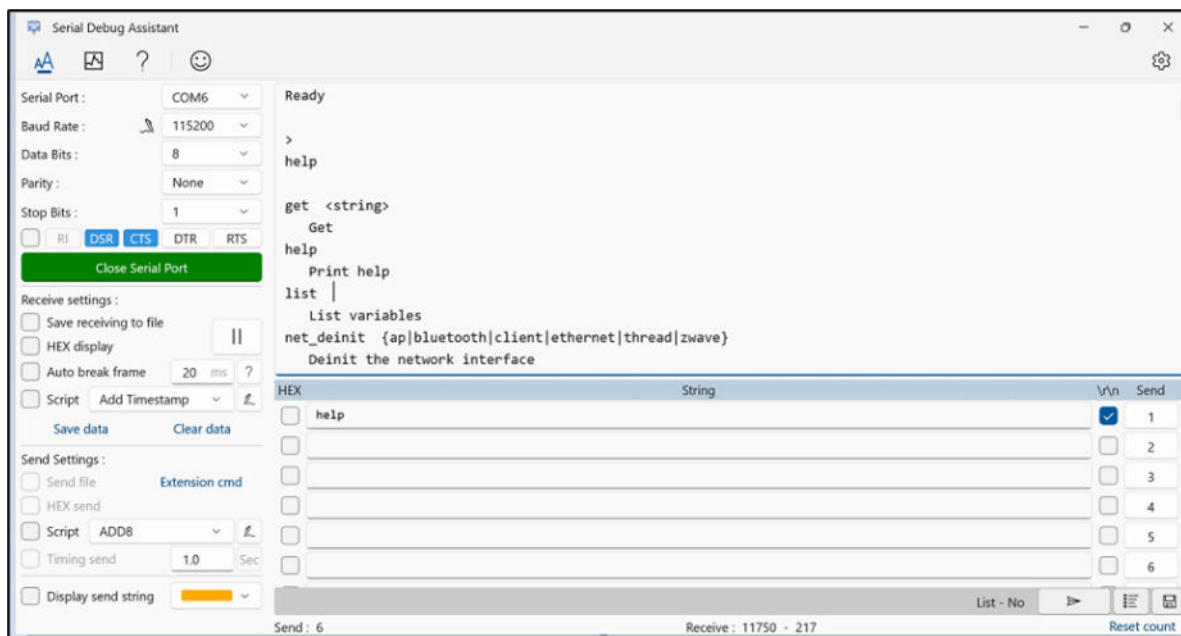 Serial Debug Assistant
AA ?
Serial Port : COM6
Baud Rate : 115200
Data Bits : 8
Parity : None
Stop Bits : 1
RI DSR CTS DTR RTS
Close Serial Port
Receive settings :
Save receiving to file
HEX display
Auto break frame 20 ms ?
Script Add Timestamp
Save data Clear data
Send Settings :
Send file Extension cmd
HEX send
Script ADD8
Timing send 1.0 Sec
Display send string
Ready
>
help
get <string>
Get
help
Print help
list
List variables
net_deinit {ap|bluetooth|client|ethernet|thread|zwave}
Deinit the network interface
HEX String \r\n Send
help 1
2
3
4
5
6
List - No
Send : 6 Receive : 11750 - 217 Reset count